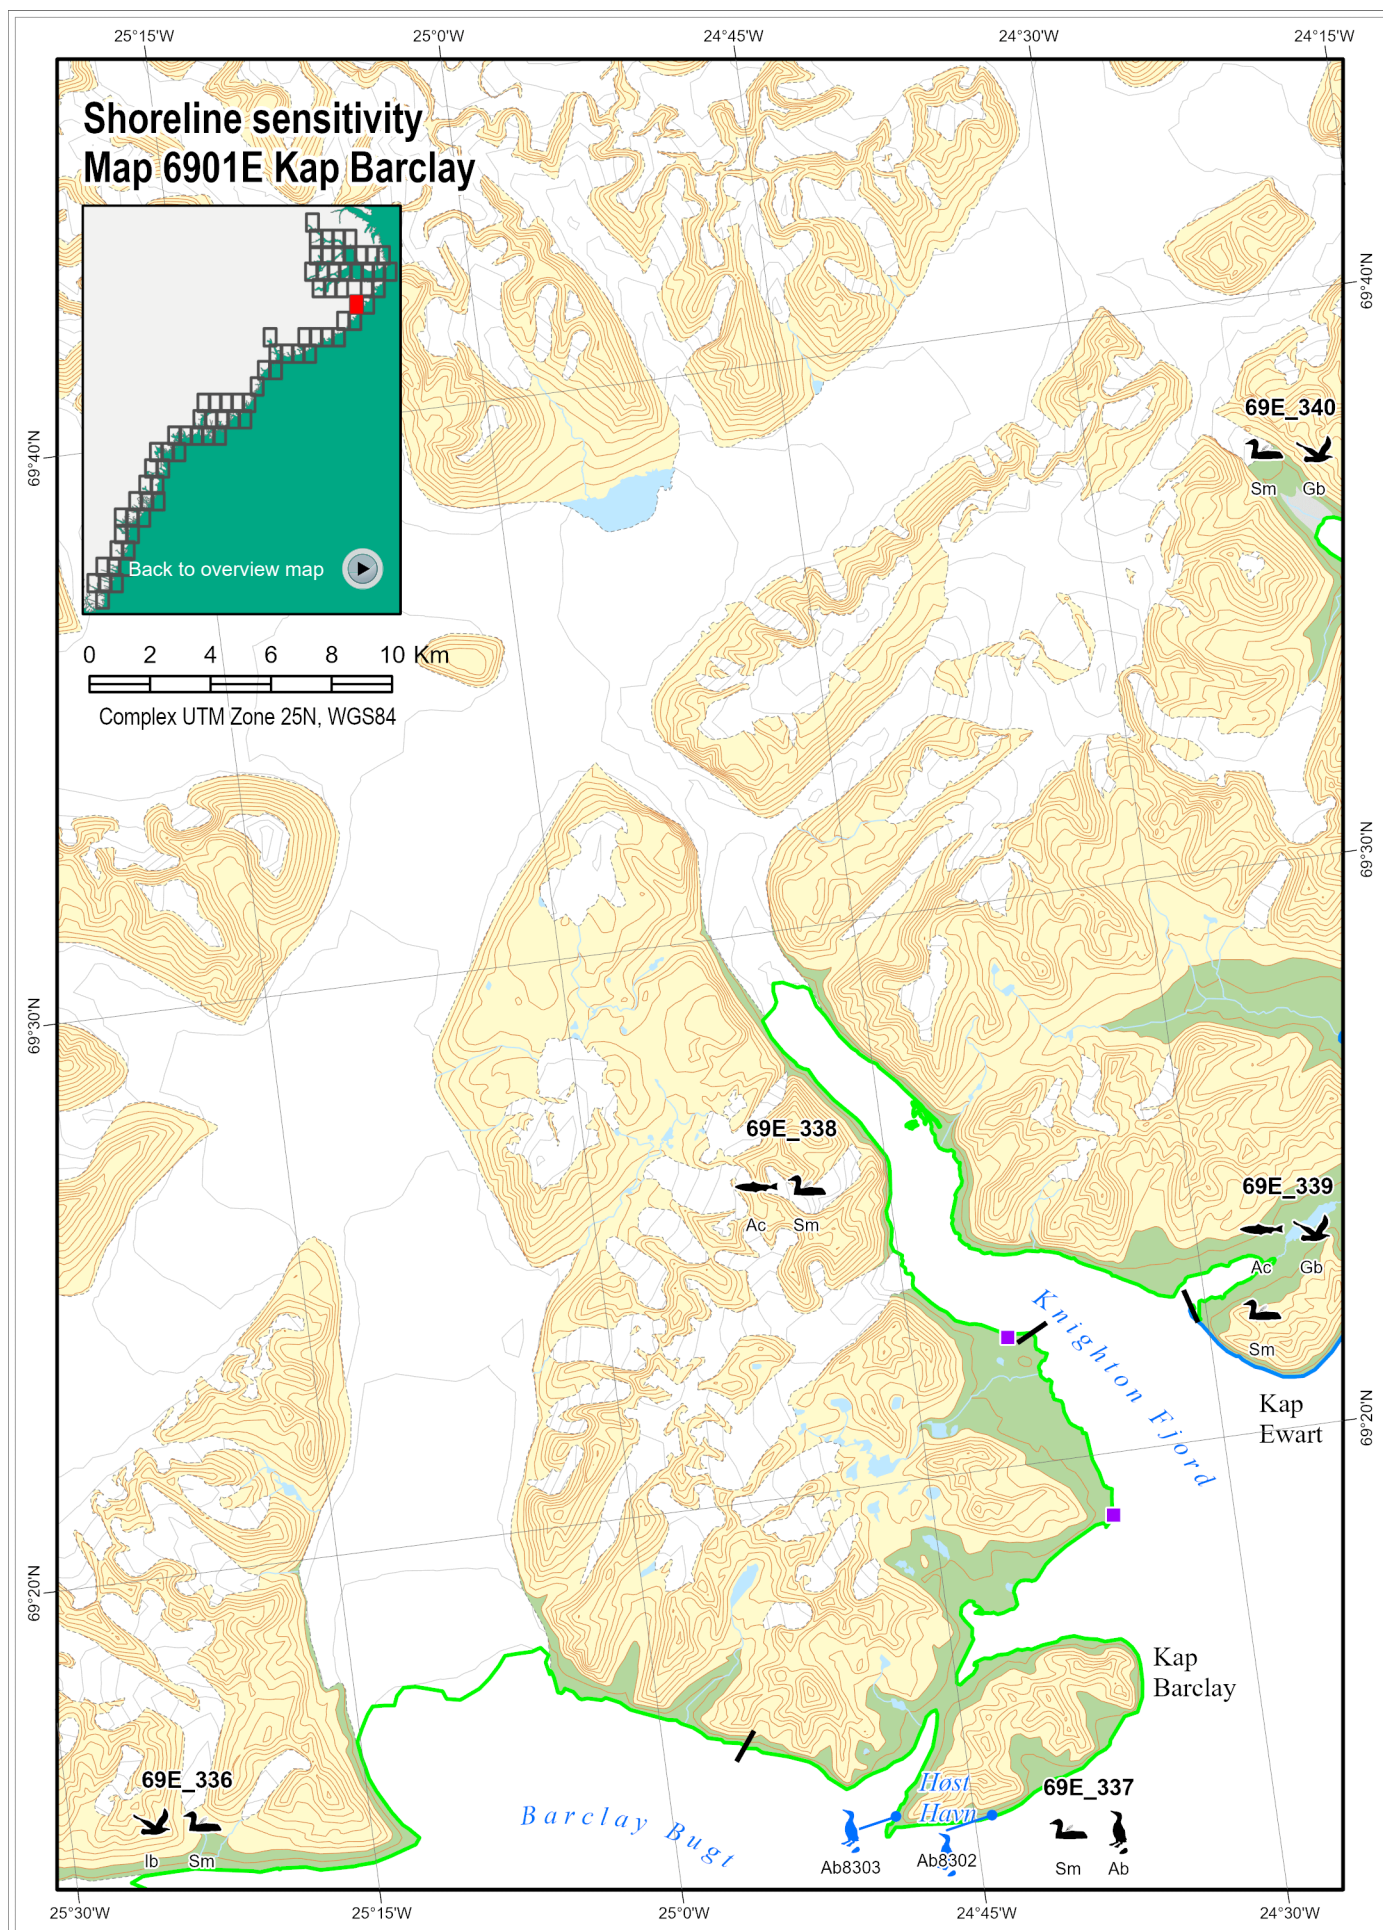 25°15'W
25°0'W
24°45'W
24°30'W
24°15'W
Shoreline sensitivity
Map 6901E Kap Barclay
Back to overview map
0 2 4 6 8 10 Km
Complex UTM Zone 25N, WGS84
69°40'N
69°40'N
69E_340
Sm Gb
69°30'N
69°30'N
69E_338
Ac Sm
69E_339
Ac Gb
Sm
Knighton Fjord
Kap
Ewart
69°20'N
69°20'N
Kap
Barclay
69E_336
Ib Sm
Barclay Bugt
Høst
Havn
Ab8303
Ab8302
69E_337
Sm Ab
25°30'W
25°15'W
25°0'W
24°45'W
24°30'W